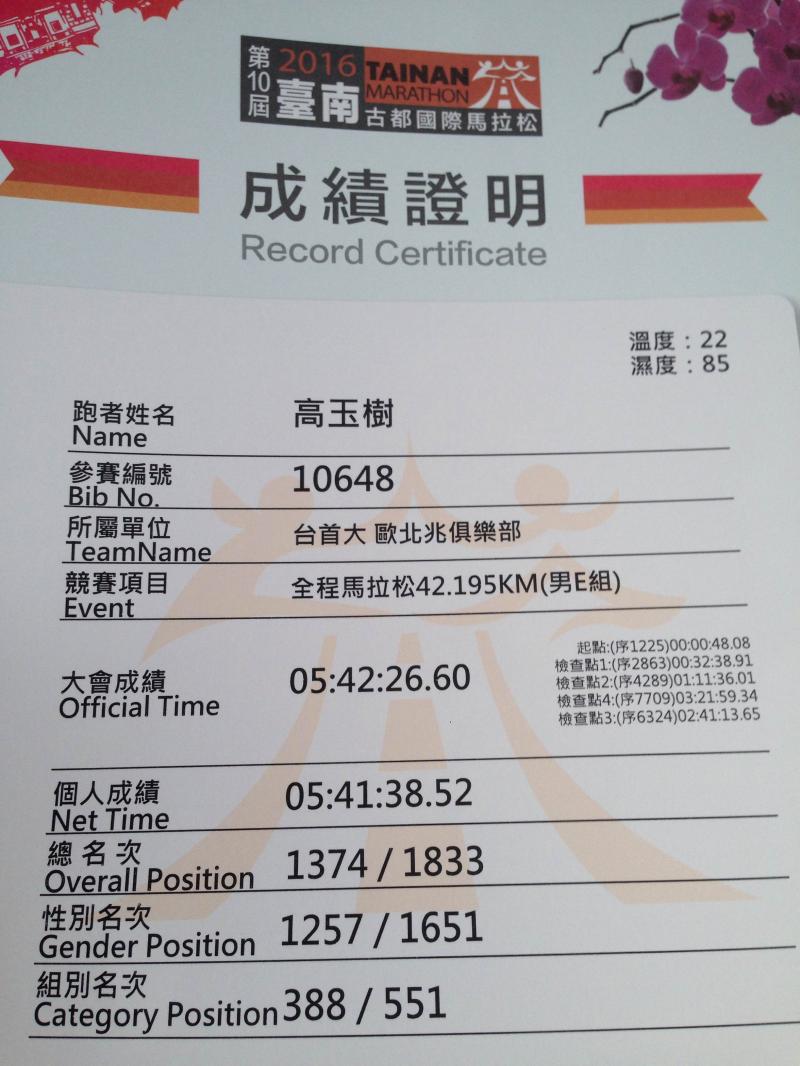 第10屆
2016
臺南
TAINAN
MARATHON
古都國際馬拉松
成績證明
Record Certificate
溫度：22
濕度：85
跑者姓名
Name
高玉樹
參賽編號
Bib No.
10648
所屬單位
TeamName
台首大 歐北兆俱樂部
競賽項目
Event
全程馬拉松42.195KM(男E組)
大會成績
Official Time
05:42:26.60
起點:(序1225)00:00:48.08
檢查點1:(序2863)00:32:38.91
檢查點2:(序4289)01:11:36.01
檢查點4:(序7709)03:21:59.34
檢查點3:(序6324)02:41:13.65
個人成績
Net Time
05:41:38.52
總 名 次
Overall Position
1374 / 1833
性別名次
Gender Position
1257 / 1651
組別名次
Category Position
388 / 551